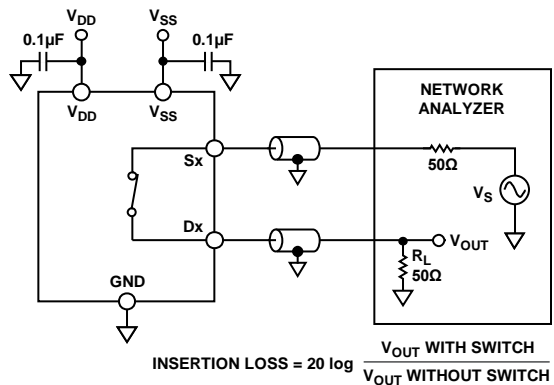 VDD
VSS
0.1µF
0.1µF
VDD
VSS
NETWORK
ANALYZER
Sx
50Ω
VS
Dx
VOUT
RL
50Ω
GND
INSERTION LOSS = 20 log VOUT WITH SWITCH
VOUT WITHOUT SWITCH